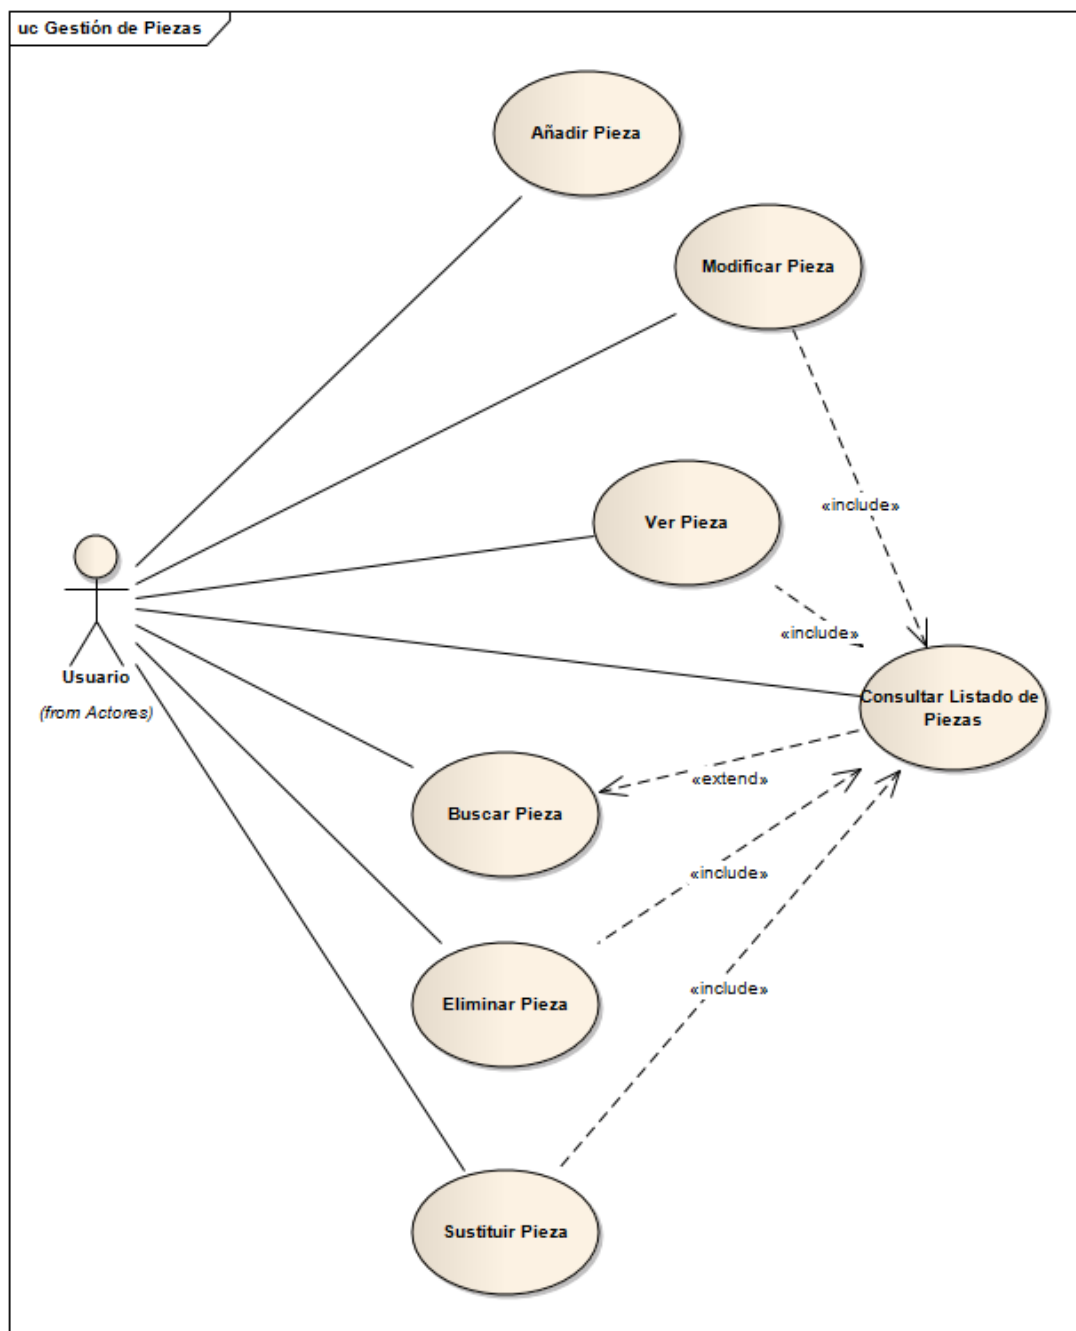 uc Gestión de Piezas
Añadir Pieza
Modificar Pieza
«include»
Ver Pieza
«include»
Usuario
(from Actores)
Consultar Listado de
Piezas
«extend»
Buscar Pieza
«include»
Eliminar Pieza
«include»
Sustituir Pieza